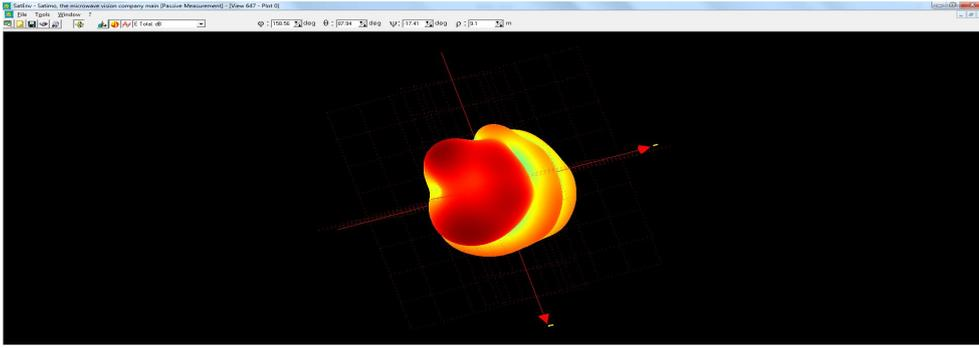 SatEnv - Satimo, the microwave vision company main [Passive Measurement] - [View 647 - Plot 0]
File Tools Window ?
E Total, dB φ : 158.56 deg θ : 87.94 deg ψ : -17.41 deg ρ : 9.1 m